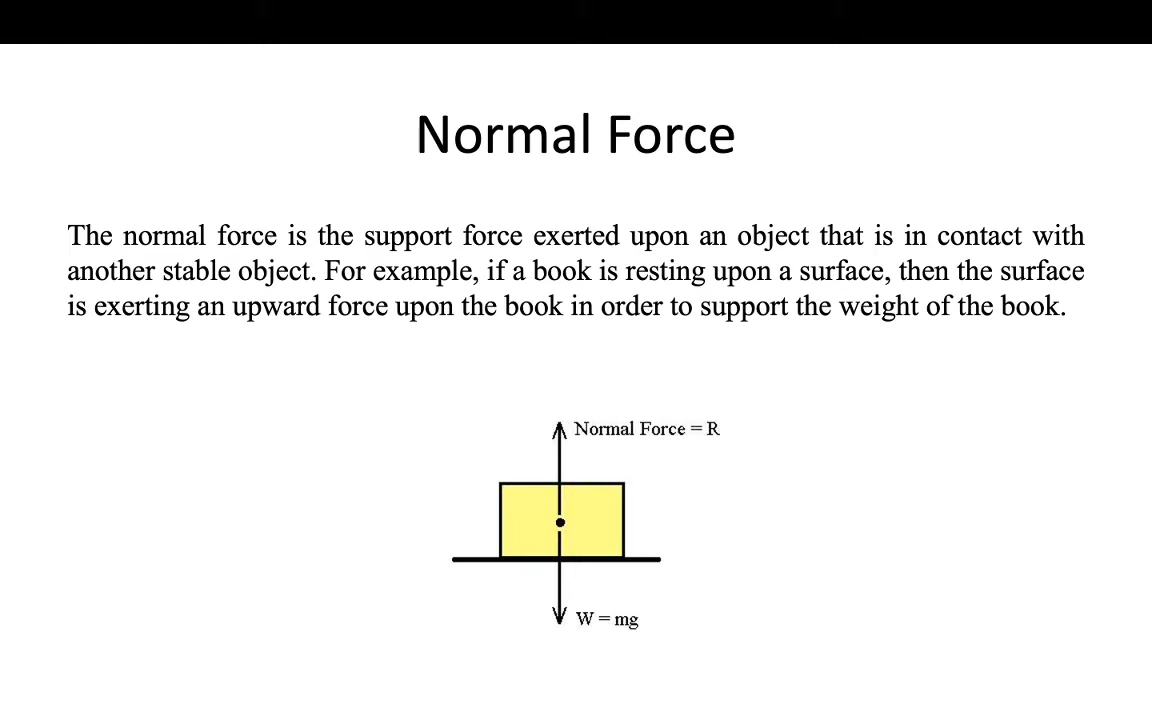 Normal Force
The normal force is the support force exerted upon an object that is in contact with
another stable object. For example, if a book is resting upon a surface, then the surface
is exerting an upward force upon the book in order to support the weight of the book.
Normal Force = R
W = mg